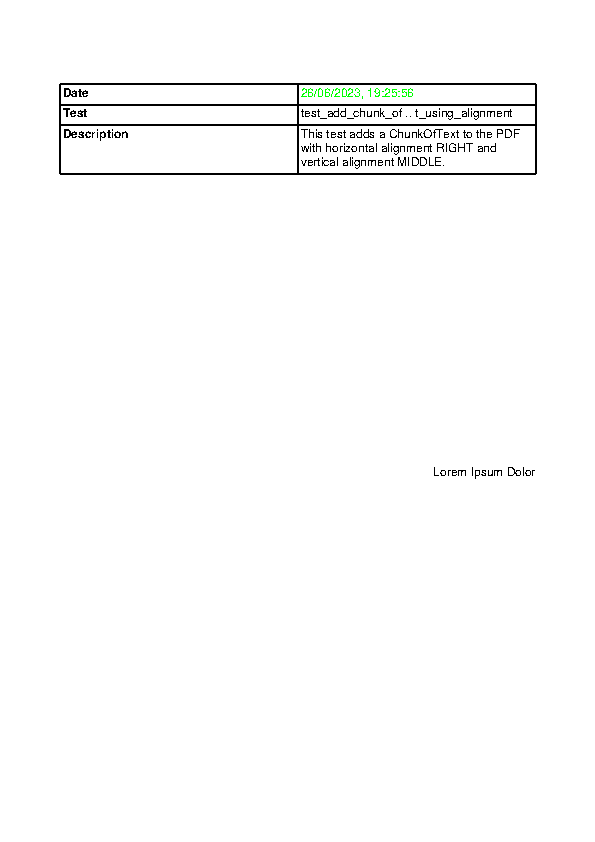 Date 26/06/2023, 19:25:56
Test test_add_chunk_of .. t_using_alignment
Description This test adds a ChunkOfText to the PDF
with horizontal alignment RIGHT and
vertical alignment MIDDLE.
Lorem Ipsum Dolor